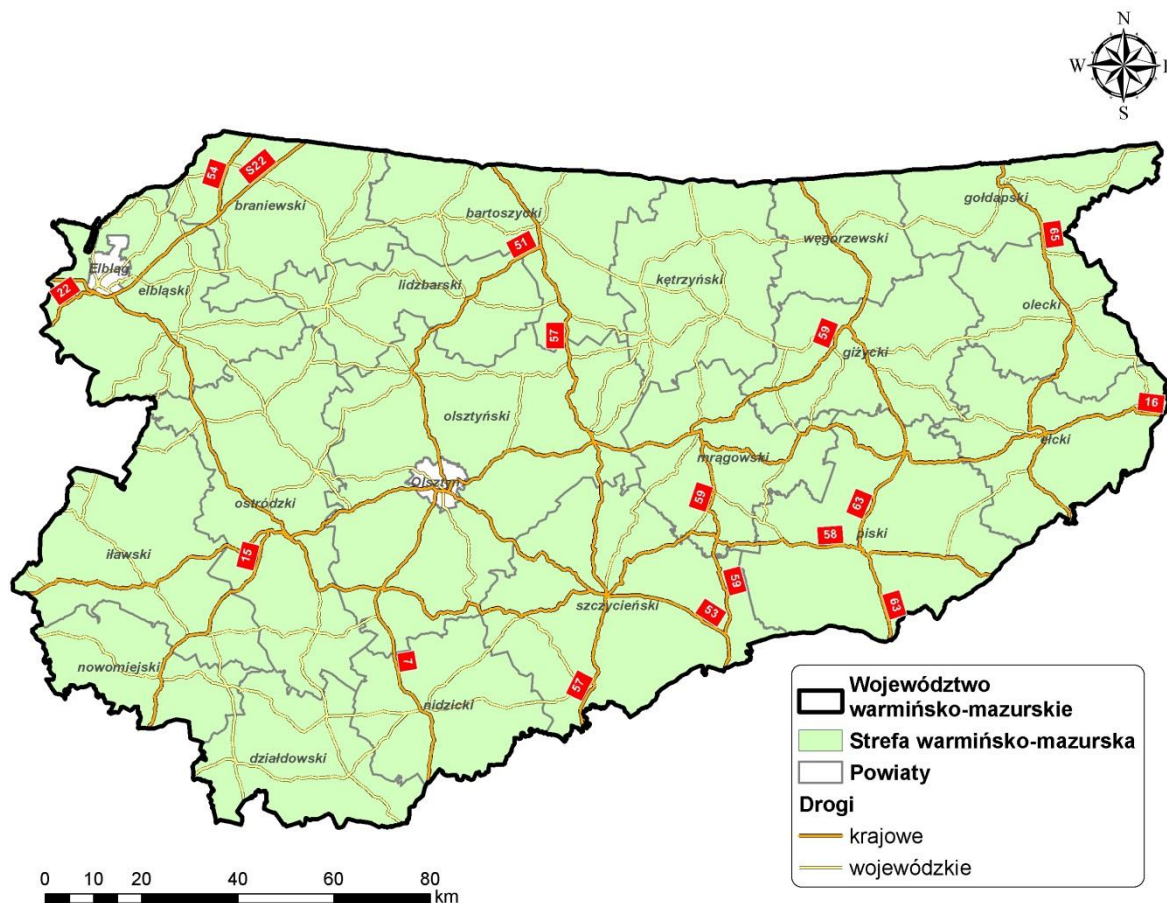 N
W
E
S
54
S22
braniewski
bartoszycki
gołdapski
węgorzewski
51
65
Elbląg
22
elbląski
lidzbarski
kętrzyński
olecki
57
59
giżycki
16
olsztyński
mrągowski
ełcki
Olsztyn
59
63
ostródzki
15
58
piski
iławski
59
63
szczycieński
53
nowomiejski
7
57
nidzicki
działdowski
Województwo
warmińsko-mazurskie
Strefa warmińsko-mazurska
Powiaty
Drogi
krajowe
wojewódzkie
0 10 20 40 60 80
km